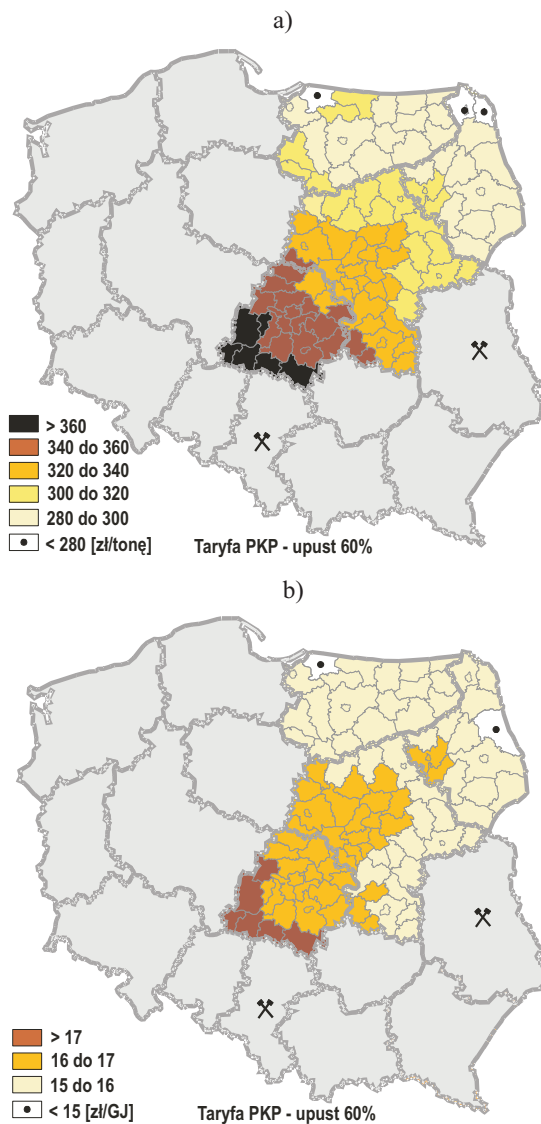 a)
> 360
340 do 360
320 do 340
300 do 320
280 do 300
< 280 [zł/tonę]
Taryfa PKP - upust 60%
b)
> 17
16 do 17
15 do 16
< 15 [zł/GJ]
Taryfa PKP - upust 60%